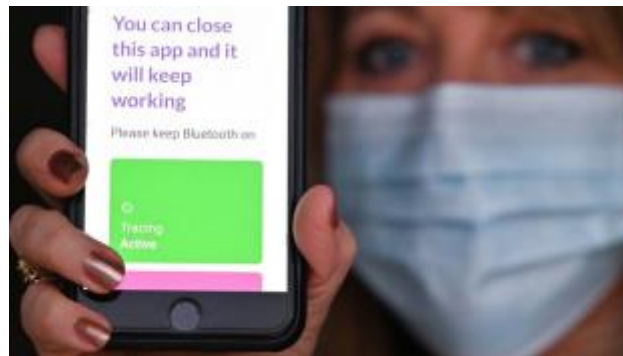 You can close
this app and it
will keep
working
Please keep Bluetooth on
Tracing
Active